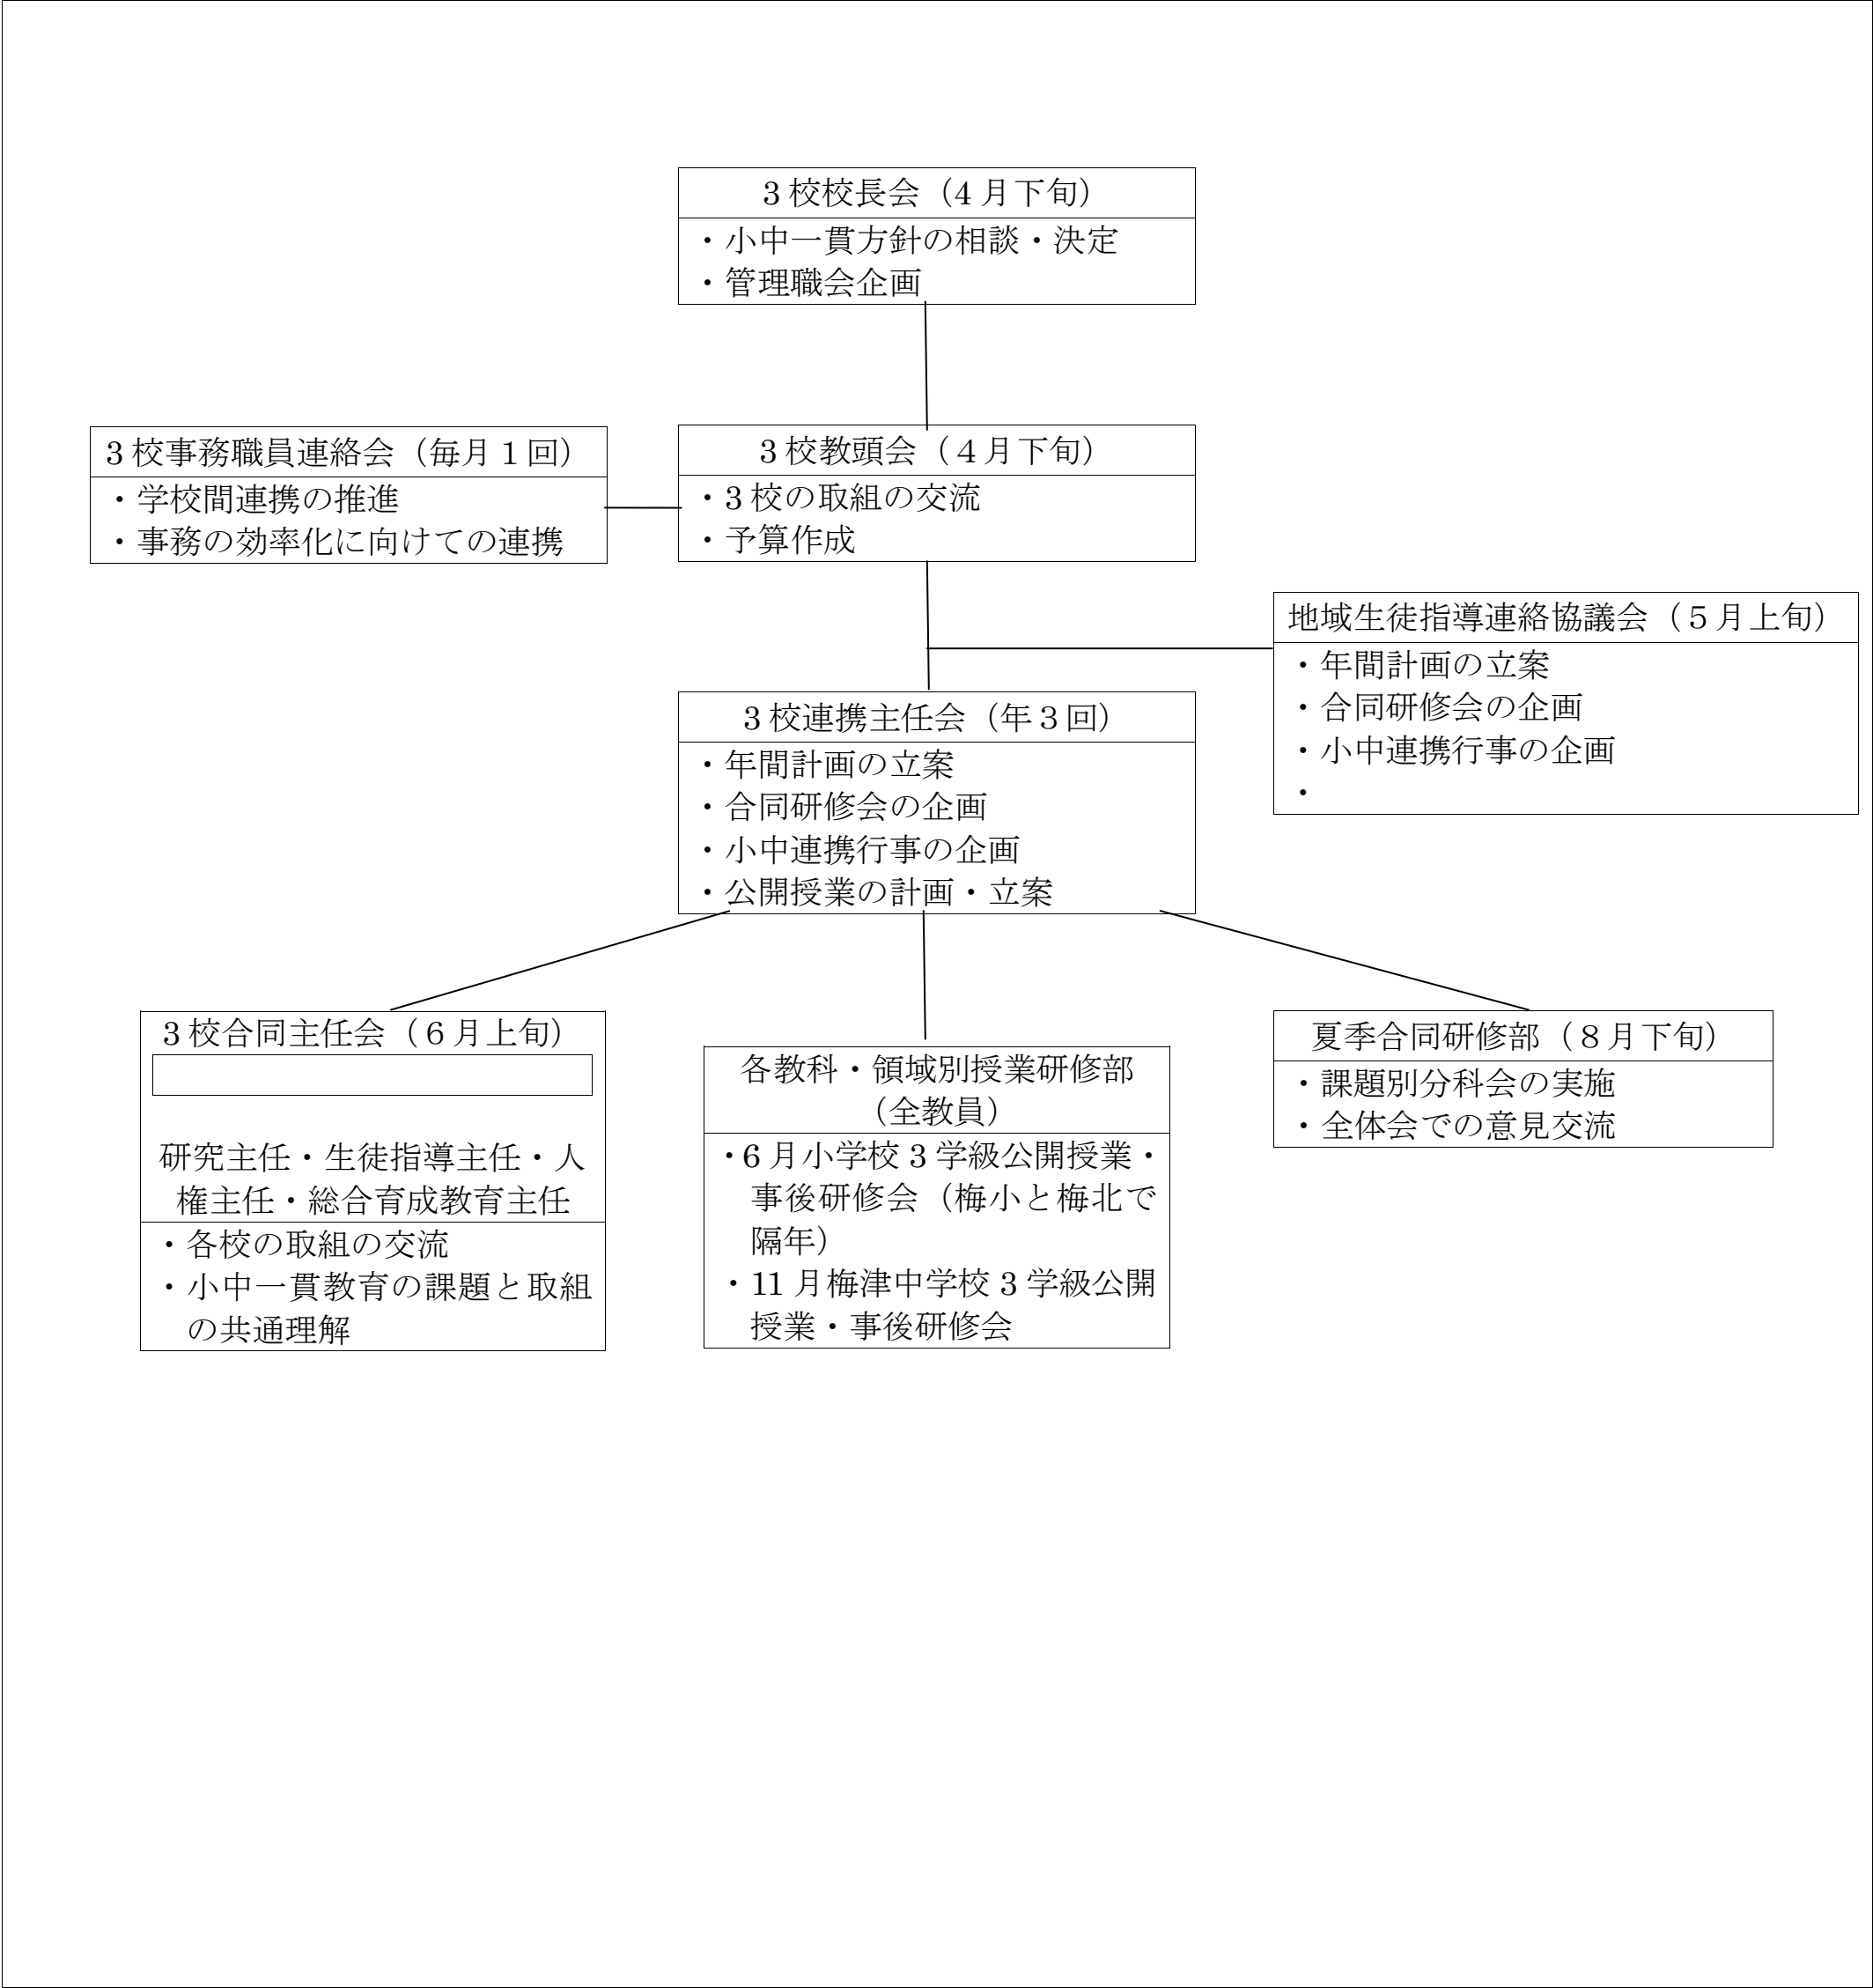 3 校校長会（4 月下旬）
・小中一貫方針の相談・決定
・管理職会企画
3 校事務職員連絡会（毎月１回）
・学校間連携の推進
・事務の効率化に向けての連携
3 校教頭会（４月下旬）
・3 校の取組の交流
・予算作成
地域生徒指導連絡協議会（５月上旬）
・年間計画の立案
・合同研修会の企画
・小中連携行事の企画
・
3 校連携主任会（年３回）
・年間計画の立案
・合同研修会の企画
・小中連携行事の企画
・公開授業の計画・立案
3 校合同主任会（６月上旬）
研究主任・生徒指導主任・人
権主任・総合育成教育主任
・各校の取組の交流
・小中一貫教育の課題と取組
の共通理解
各教科・領域別授業研修部
（全教員）
・6 月小学校 3 学級公開授業・
事後研修会（梅小と梅北で
隔年）
・11 月梅津中学校 3 学級公開
授業・事後研修会
夏季合同研修部（８月下旬）
・課題別分科会の実施
・全体会での意見交流